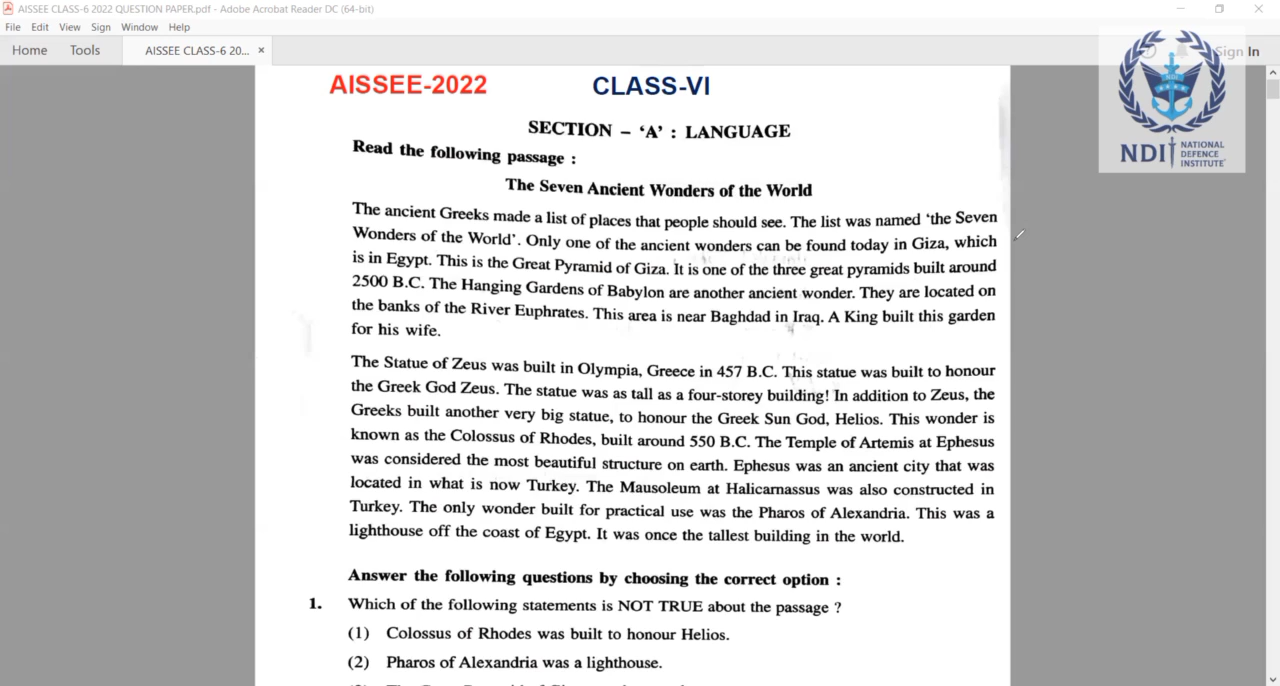 AISSEE CLASS-6 2022 QUESTION PAPER.pdf - Adobe Acrobat Reader DC (64-bit)
File Edit View Sign Window Help
Home Tools AISSEE CLASS-6 20... × Sign In
NDI NATIONAL DEFENCE INSTITUTE
AISSEE-2022 CLASS-VI
SECTION – ‘A’ : LANGUAGE
Read the following passage :
The Seven Ancient Wonders of the World
The ancient Greeks made a list of places that people should see. The list was named ‘the Seven
Wonders of the World’. Only one of the ancient wonders can be found today in Giza, which
is in Egypt. This is the Great Pyramid of Giza. It is one of the three great pyramids built around
2500 B.C. The Hanging Gardens of Babylon are another ancient wonder. They are located on
the banks of the River Euphrates. This area is near Baghdad in Iraq. A King built this garden
for his wife.
The Statue of Zeus was built in Olympia, Greece in 457 B.C. This statue was built to honour
the Greek God Zeus. The statue was as tall as a four-storey building! In addition to Zeus, the
Greeks built another very big statue, to honour the Greek Sun God, Helios. This wonder is
known as the Colossus of Rhodes, built around 550 B.C. The Temple of Artemis at Ephesus
was considered the most beautiful structure on earth. Ephesus was an ancient city that was
located in what is now Turkey. The Mausoleum at Halicarnassus was also constructed in
Turkey. The only wonder built for practical use was the Pharos of Alexandria. This was a
lighthouse off the coast of Egypt. It was once the tallest building in the world.
Answer the following questions by choosing the correct option :
1. Which of the following statements is NOT TRUE about the passage ?
(1) Colossus of Rhodes was built to honour Helios.
(2) Pharos of Alexandria was a lighthouse.